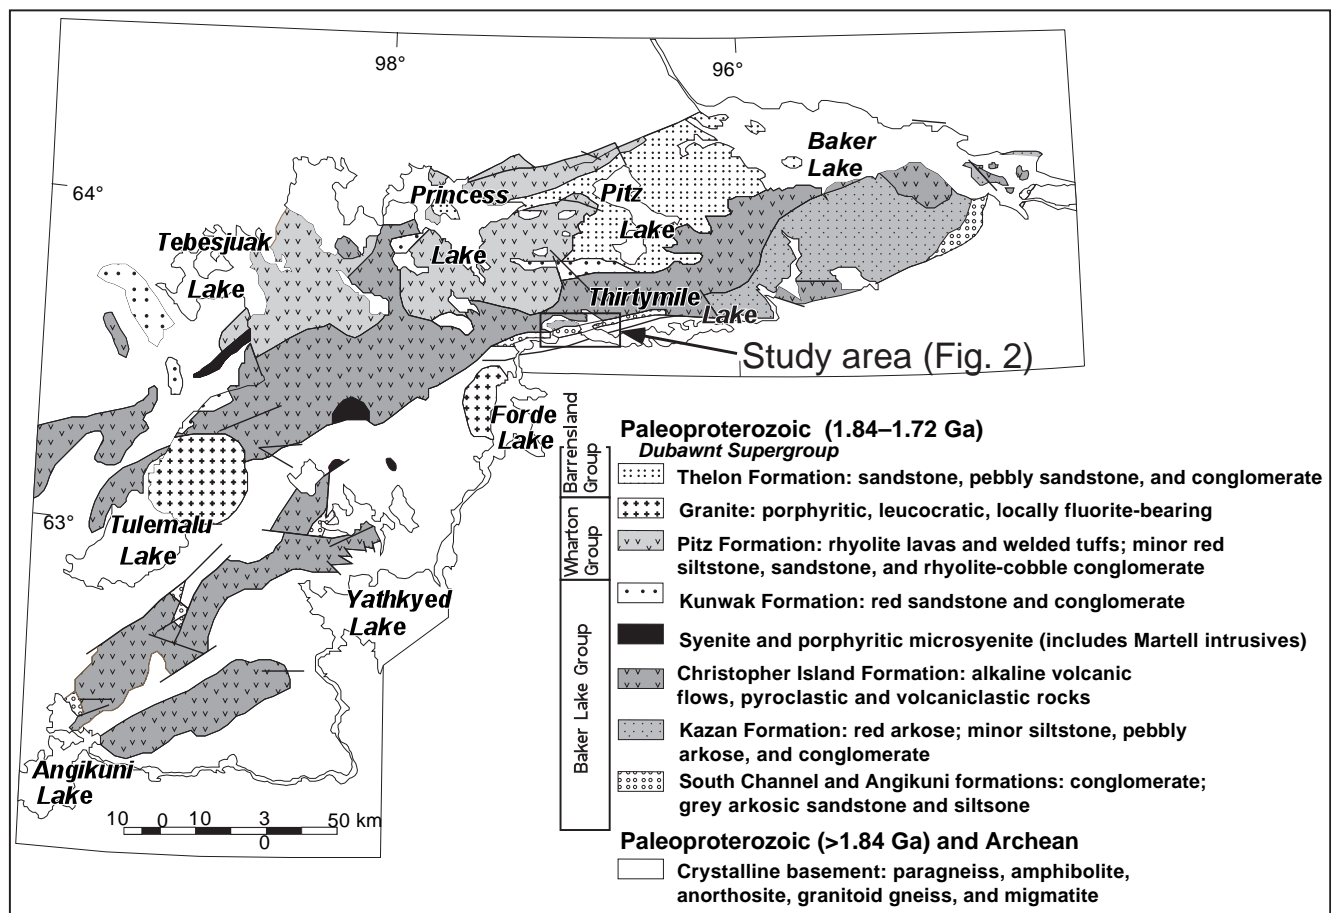 98°
96°
Baker
Lake
64°
Princess
Pitz
Lake
Tebesjuak
Lake
Lake
Thirtymile
Lake
Study area (Fig. 2)
Forde
Lake
63°
Tulemalu
Lake
Yathkyed
Lake
Angikuni
Lake
10 0 10 30 50 km
Barrensland
Group
Wharton
Group
Baker Lake Group
Paleoproterozoic (1.84–1.72 Ga)
Dubawnt Supergroup
Thelon Formation: sandstone, pebbly sandstone, and conglomerate
Granite: porphyritic, leucocratic, locally fluorite-bearing
Pitz Formation: rhyolite lavas and welded tuffs; minor red
siltstone, sandstone, and rhyolite-cobble conglomerate
Kunwak Formation: red sandstone and conglomerate
Syenite and porphyritic microsyenite (includes Martell intrusives)
Christopher Island Formation: alkaline volcanic
flows, pyroclastic and volcaniclastic rocks
Kazan Formation: red arkose; minor siltstone, pebbly
arkose, and conglomerate
South Channel and Angikuni formations: conglomerate;
grey arkosic sandstone and siltsone
Paleoproterozoic (>1.84 Ga) and Archean
Crystalline basement: paragneiss, amphibolite,
anorthosite, granitoid gneiss, and migmatite